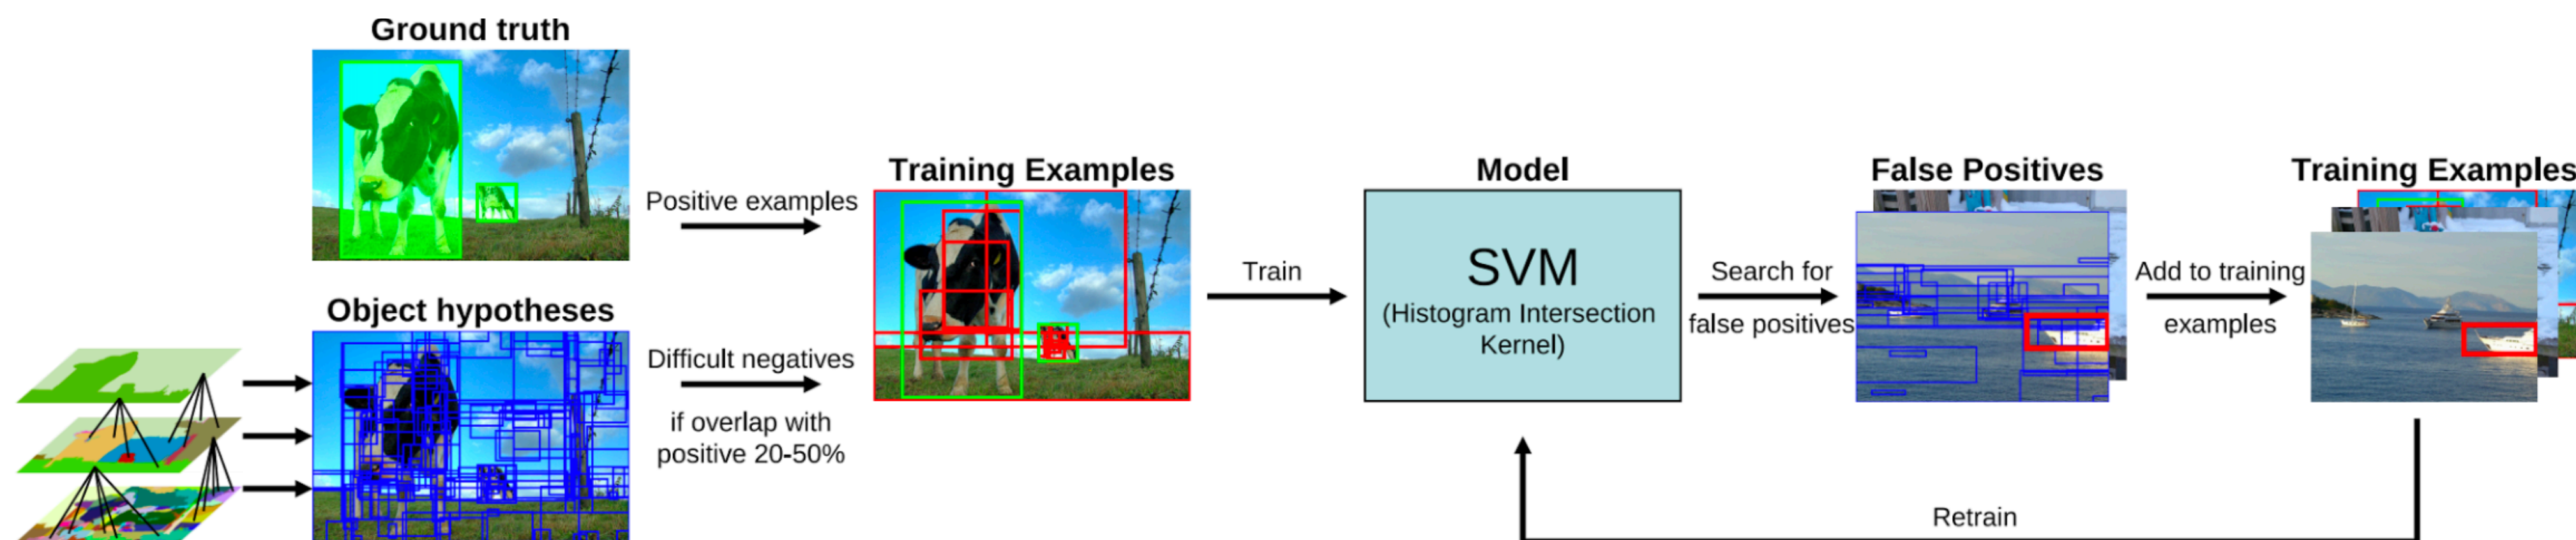 Ground truth
Positive examples
Object hypotheses
Difficult negatives
if overlap with
positive 20-50%
Training Examples
Train
Model
SVM
(Histogram Intersection
Kernel)
Search for
false positives
False Positives
Add to training
examples
Training Examples
Retrain